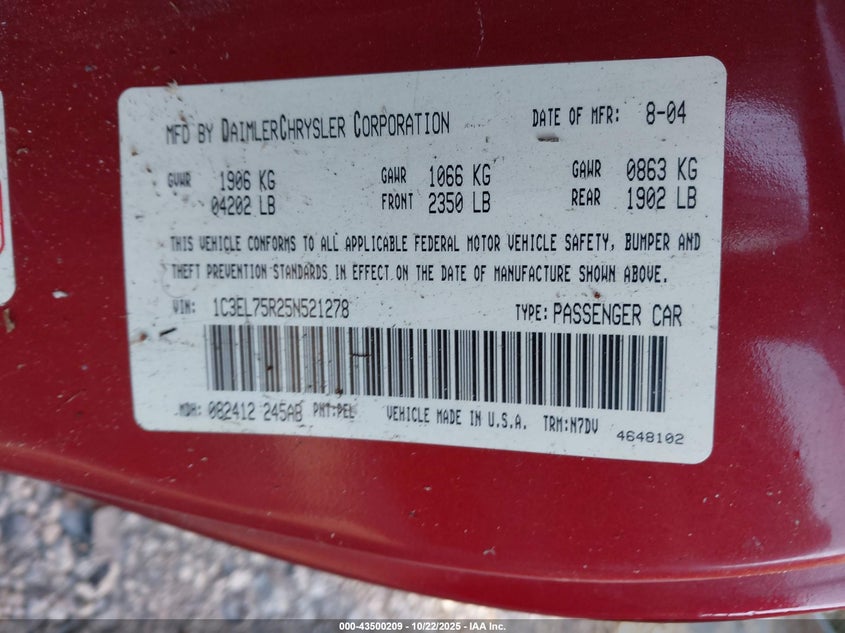 MFD BY DAIMLERCHRYSLER CORPORATION DATE OF MFR: 8-04
GVWR 1906 KG GAWR 1066 KG GAWR 0863 KG
04202 LB FRONT 2350 LB REAR 1902 LB
THIS VEHICLE CONFORMS TO ALL APPLICABLE FEDERAL MOTOR VEHICLE SAFETY, BUMPER AND
THEFT PREVENTION STANDARDS IN EFFECT ON THE DATE OF MANUFACTURE SHOWN ABOVE.
VIN: 1C3EL75R25N521278 TYPE: PASSENGER CAR
MDH: 082412 245AB PNT:PEL VEHICLE MADE IN U.S.A. TRM:N7DV 4648102
000-43500209 | 10/22/2025 | IAA Inc.